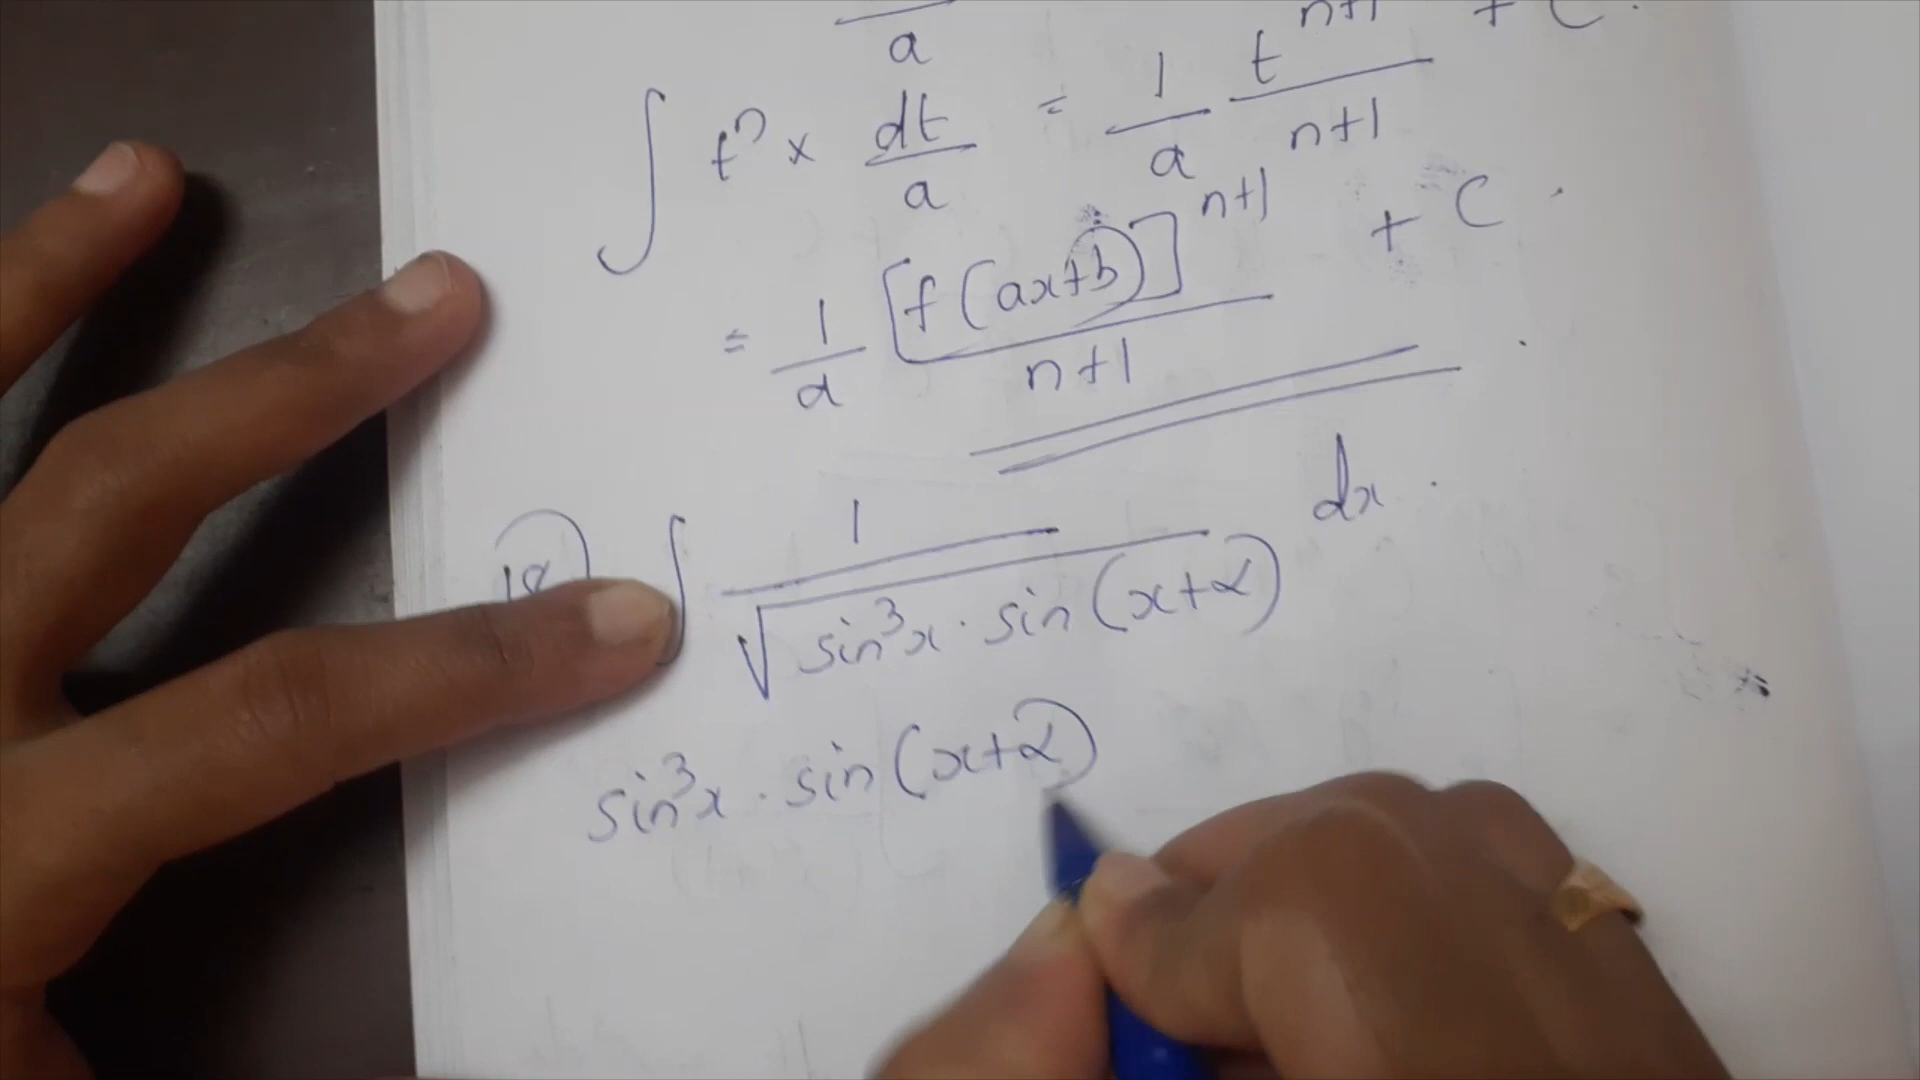 a
∫ tⁿ × dt/a = 1/a tⁿ⁺¹/n+1 + C.
= 1/a [f(ax+b)]ⁿ⁺¹/n+1 + C.
18) ∫ 1/√sin³x · sin(x+α) dx.
sin³x · sin(x+α)